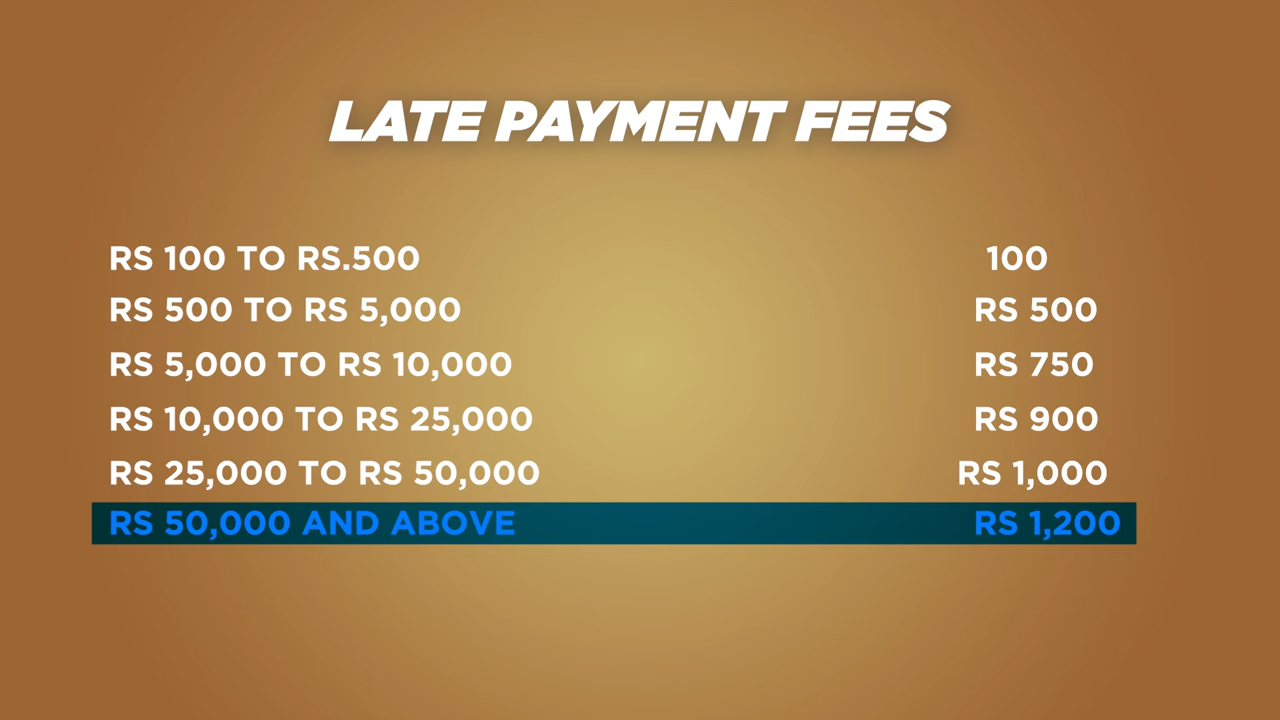 LATE PAYMENT FEES
RS 100 TO RS.500 100
RS 500 TO RS 5,000 RS 500
RS 5,000 TO RS 10,000 RS 750
RS 10,000 TO RS 25,000 RS 900
RS 25,000 TO RS 50,000 RS 1,000
RS 50,000 AND ABOVE RS 1,200